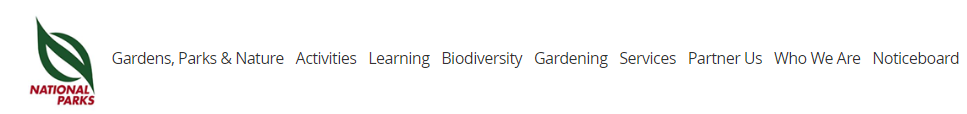 NATIONAL
PARKS
Gardens, Parks & Nature Activities Learning Biodiversity Gardening Services Partner Us Who We Are Noticeboard